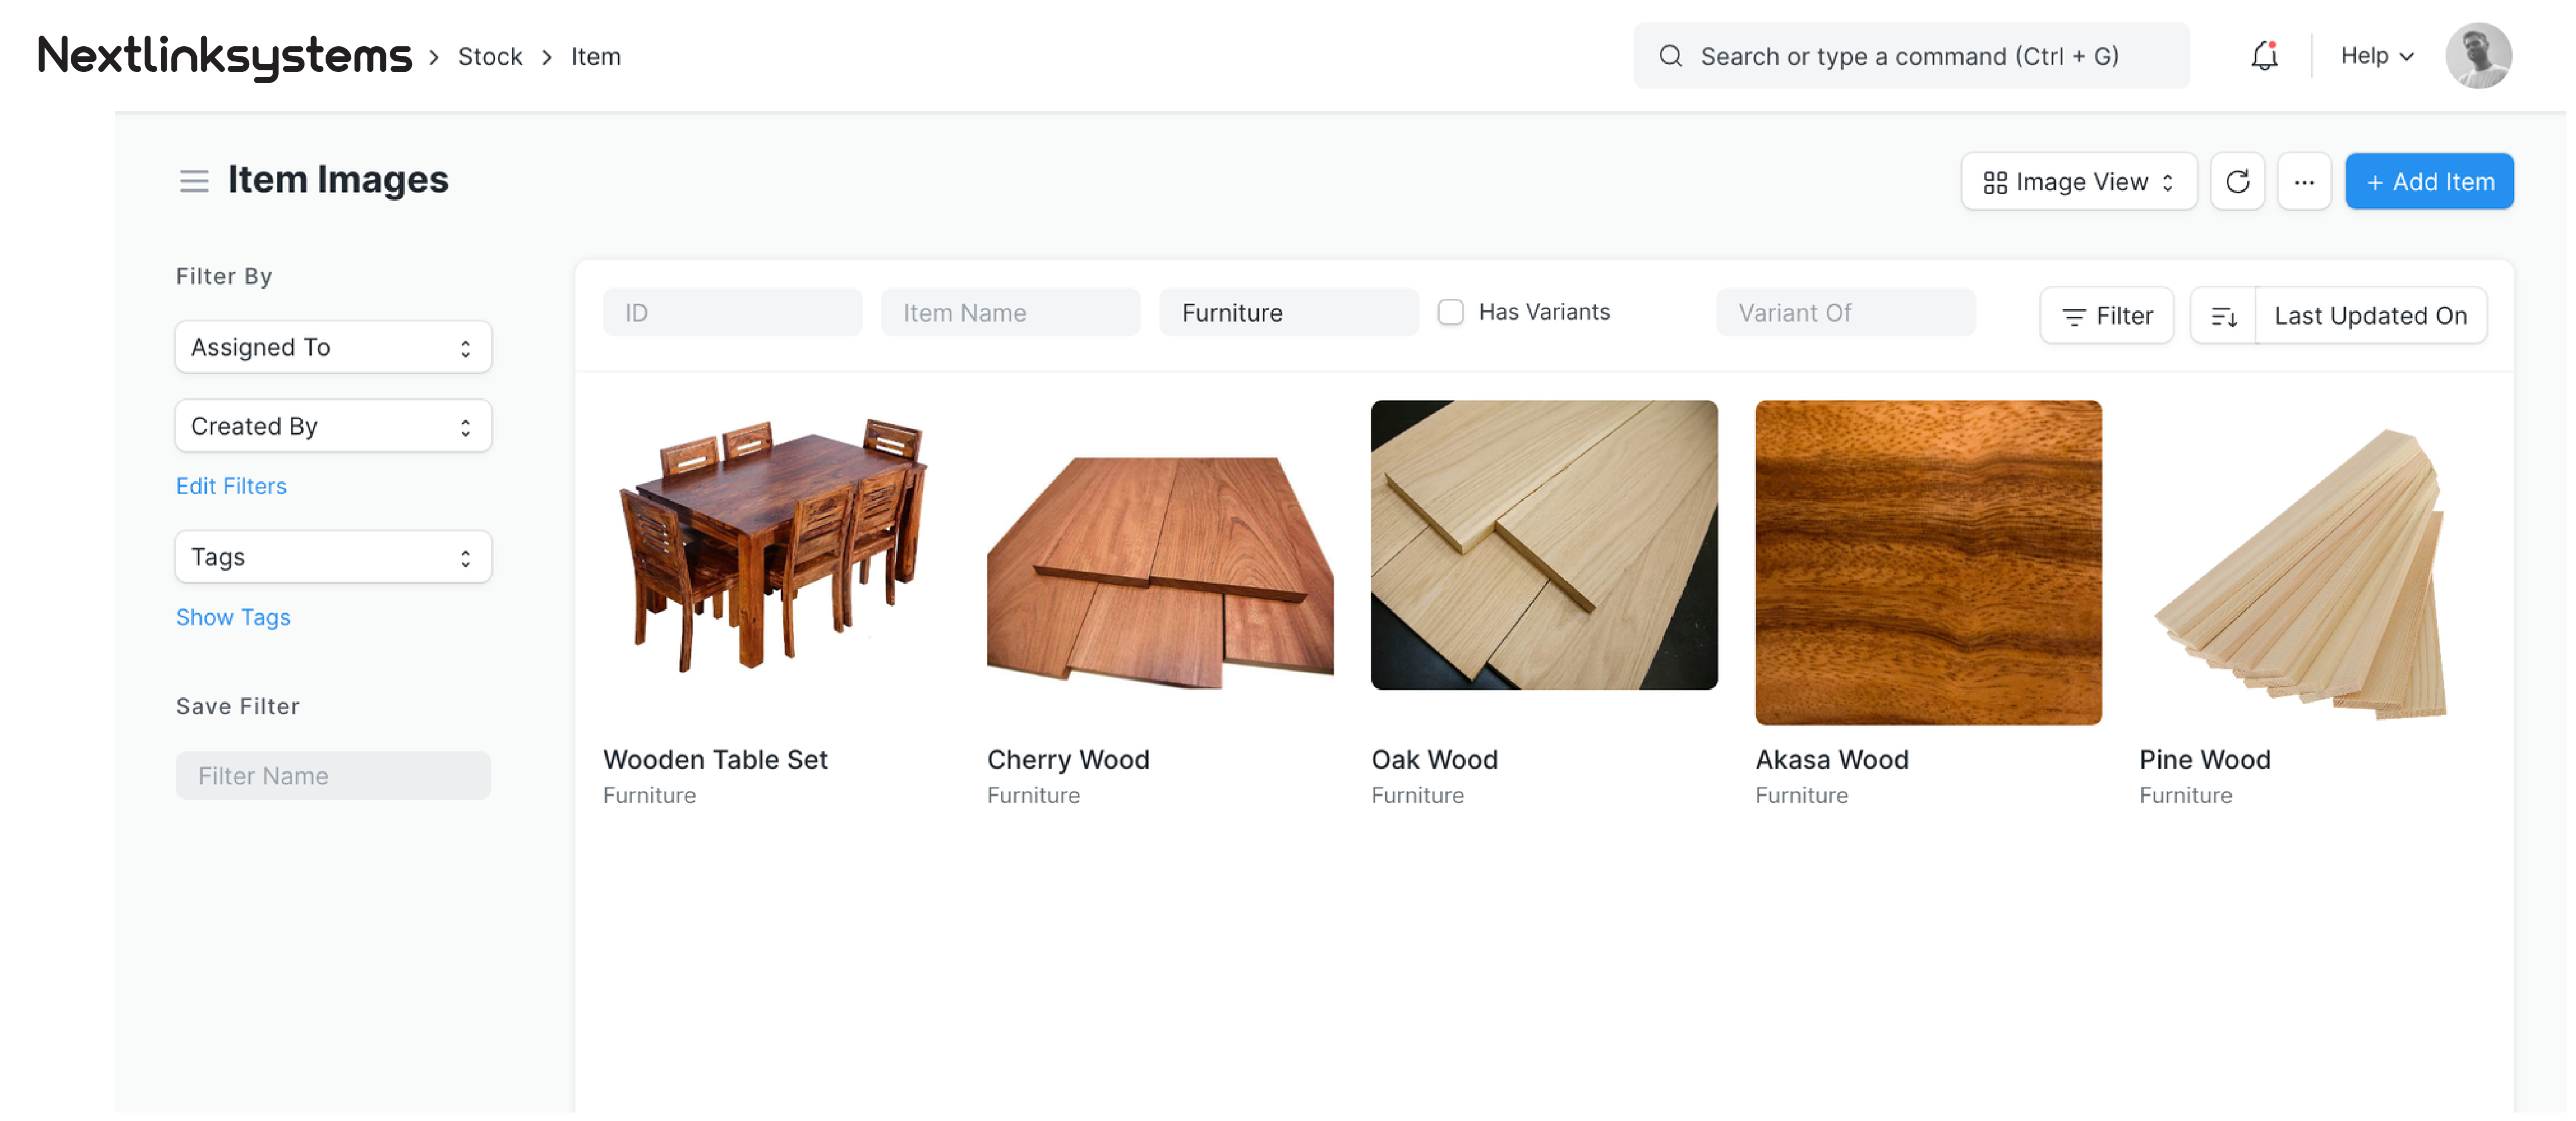 Nextlinksystems > Stock > Item
Search or type a command (Ctrl + G)
Help
Item Images
Image View
...
+ Add Item
Filter By
Assigned To
Created By
Edit Filters
Tags
Show Tags
Save Filter
Filter Name
ID
Item Name
Furniture
Has Variants
Variant Of
Filter
Last Updated On
Wooden Table Set
Furniture
Cherry Wood
Furniture
Oak Wood
Furniture
Akasa Wood
Furniture
Pine Wood
Furniture